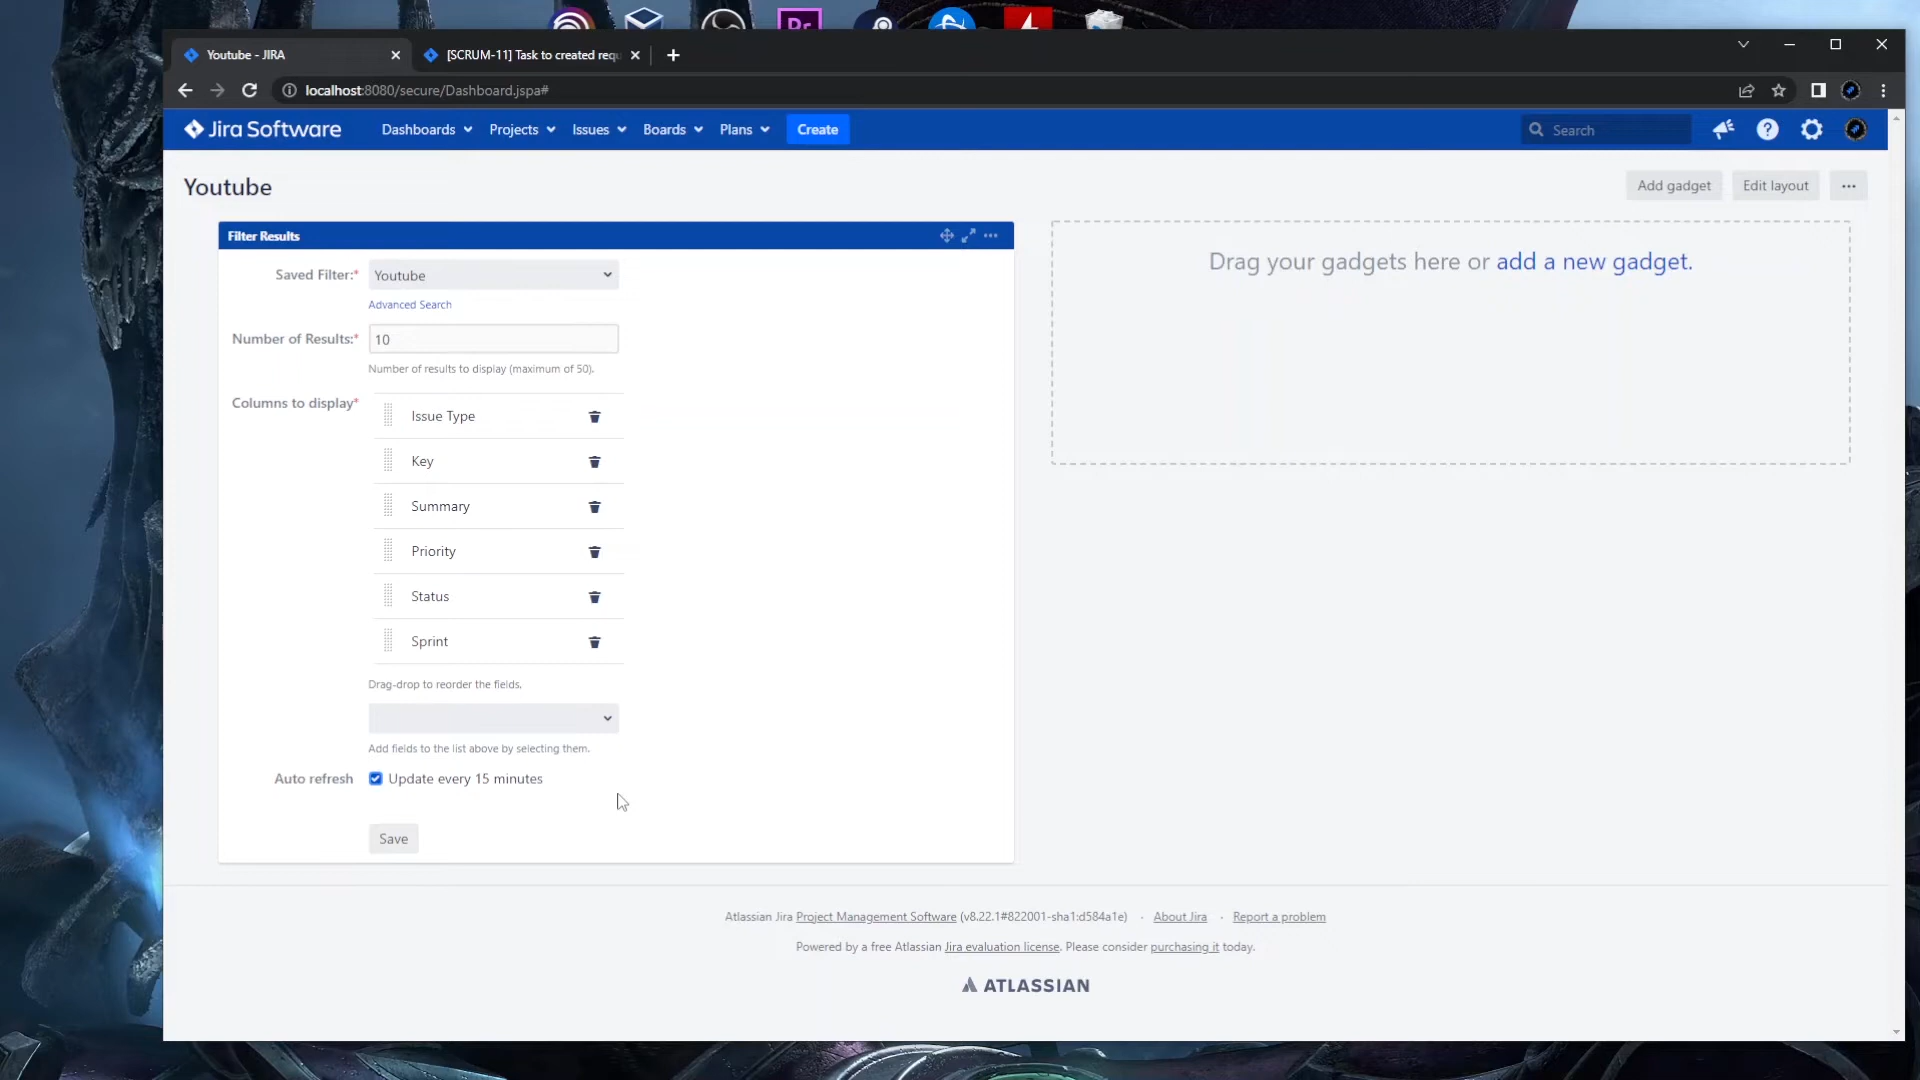 Pr
Youtube - JIRA
[SCRUM-11] Task to created requ
localhost:8080/secure/Dashboard.jspa#
Jira Software
Dashboards
Projects
Issues
Boards
Plans
Create
Search
Youtube
Add gadget
Edit layout
Filter Results
Saved Filter:*
Youtube
Advanced Search
Number of Results:*
10
Number of results to display (maximum of 50).
Columns to display*
Issue Type
Key
Summary
Priority
Status
Sprint
Drag-drop to reorder the fields.
Add fields to the list above by selecting them.
Auto refresh
Update every 15 minutes
Save
Drag your gadgets here or add a new gadget.
Atlassian Jira Project Management Software (v8.22.1#822001-sha1:d584a1e) · About Jira · Report a problem
Powered by a free Atlassian Jira evaluation license. Please consider purchasing it today.
ATLASSIAN